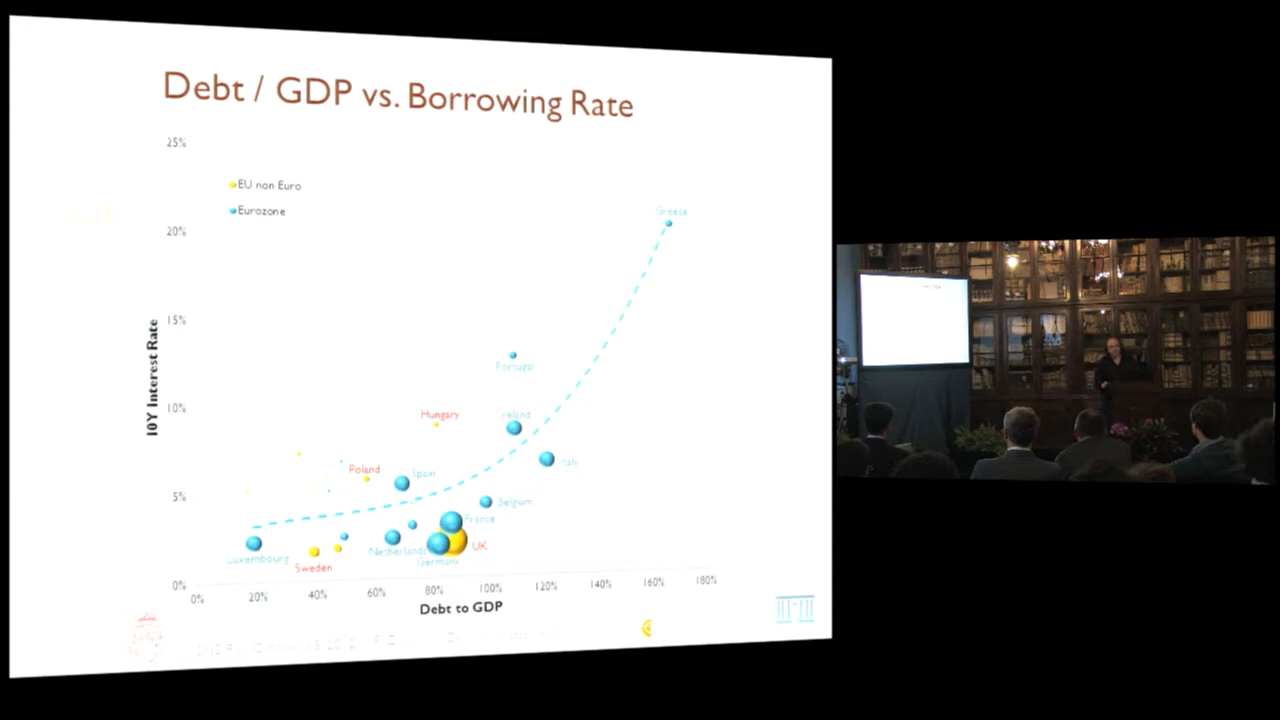 Debt / GDP vs. Borrowing Rate
25%
EU non Euro
Eurozone
20%
Greece
15%
10Y Interest Rate
Portugal
10%
Hungary
Ireland
Poland
Spain
Italy
5%
Belgium
France
Luxembourg
Netherlands
UK
Sweden
Germany
0%
0%
20%
40%
60%
80%
100%
120%
140%
160%
180%
Debt to GDP